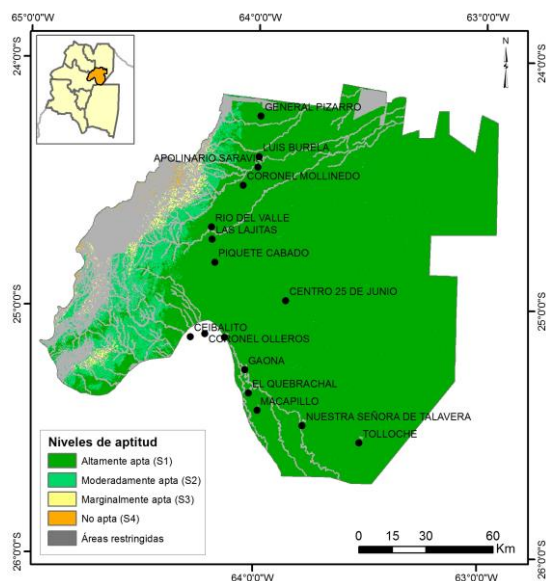 65°0'0"W
64°0'0"W
63°0'0"W
24°0'0"S
24°0'0"S
N
GENERAL PIZARRO
LUIS BURELA
APOLINARIO SARAVIA
CORONEL MOLLINEDO
RIO DEL VALLE
LAS LAJITAS
PIQUETE CABADO
CENTRO 25 DE JUNIO
25°0'0"S
25°0'0"S
CEIBALITO
CORONEL OLLEROS
GAONA
EL QUEBRACHAL
MACAPILLO
NUESTRA SEÑORA DE TALAVERA
TOLLOCHE
Niveles de aptitud
Altamente apta (S1)
Moderadamente apta (S2)
Marginalmente apta (S3)
No apta (S4)
Áreas restringidas
0 15 30 60
Km
26°0'0"S
26°0'0"S
65°0'0"W
64°0'0"W
63°0'0"W